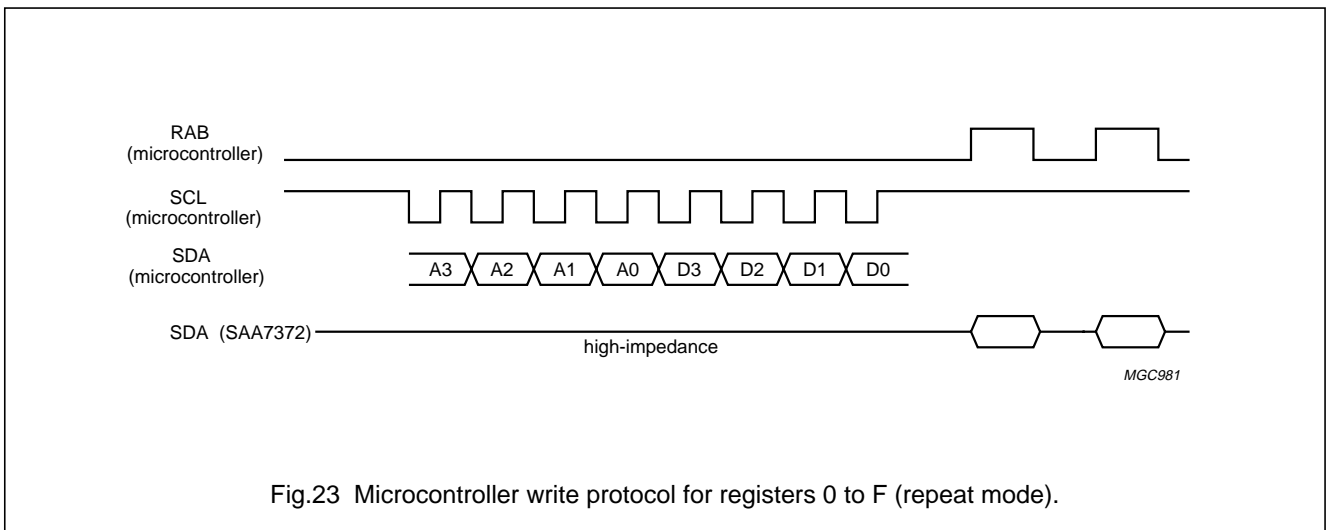 RAB
(microcontroller)
SCL
(microcontroller)
SDA
(microcontroller)
A3 A2 A1 A0 D3 D2 D1 D0
SDA (SAA7372)
high-impedance
MGC981
Fig.23 Microcontroller write protocol for registers 0 to F (repeat mode).